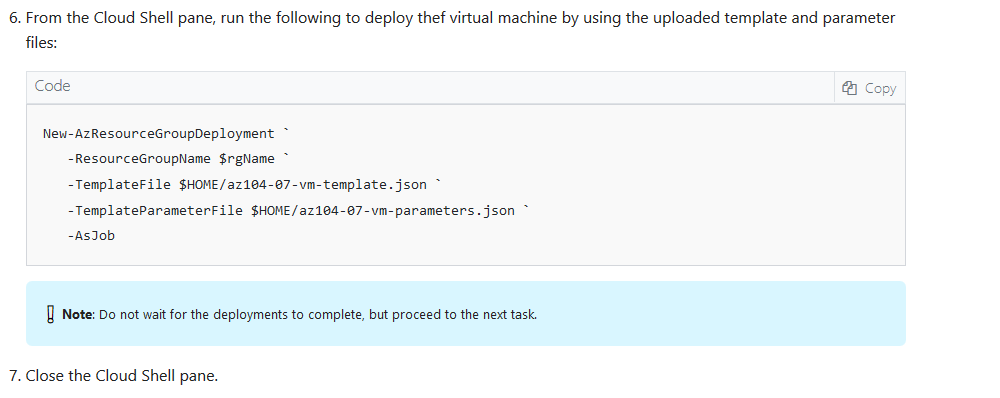 6. From the Cloud Shell pane, run the following to deploy thef virtual machine by using the uploaded template and parameter
files:
Code
Copy
New-AzResourceGroupDeployment `
-ResourceGroupName $rgName `
-TemplateFile $HOME/az104-07-vm-template.json `
-TemplateParameterFile $HOME/az104-07-vm-parameters.json `
-AsJob
Note: Do not wait for the deployments to complete, but proceed to the next task.
7. Close the Cloud Shell pane.